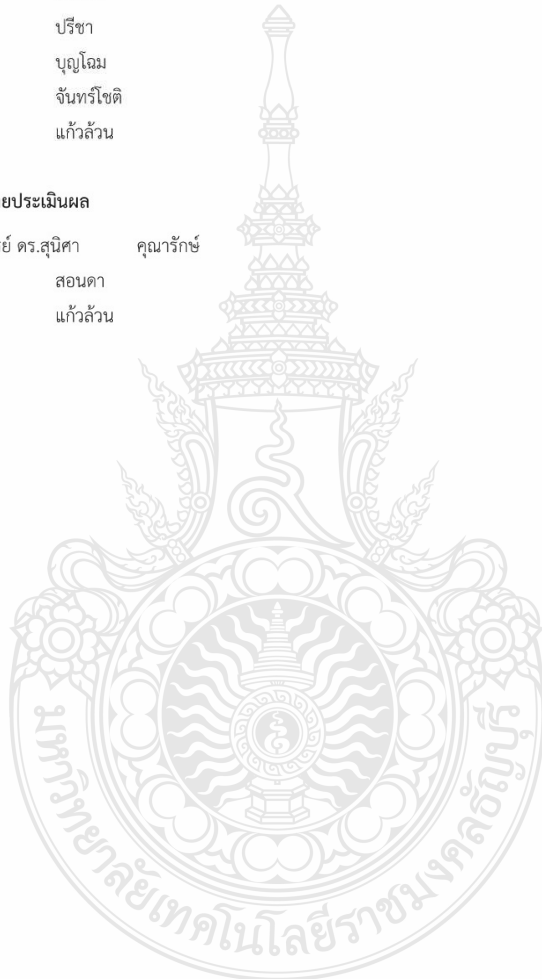 ปรีชา
บุญโฉม
จันทร์โชติ
แก้วล้วน
ยประเมินผล
ย์ ดร.สุนิศา คุณารักษ์
สอนดา
แก้วล้วน
มหาวิทยาลัยเทคโนโลยีราชมงคลธัญบุรี